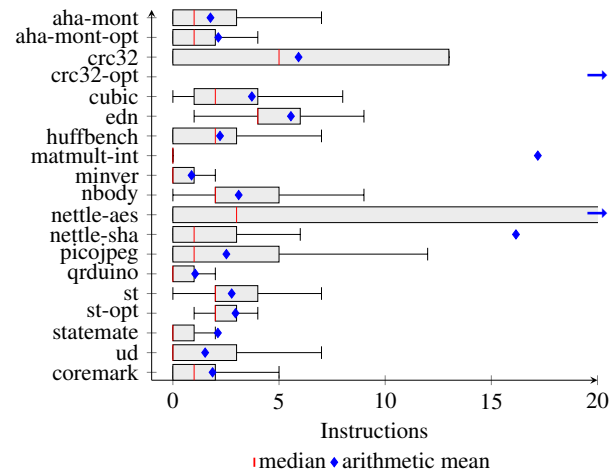 aha-mont
aha-mont-opt
crc32
crc32-opt
cubic
edn
huffbench
matmult-int
minver
nbody
nettle-aes
nettle-sha
picojpeg
qrduino
st
st-opt
statemate
ud
coremark
0 5 10 15 20
Instructions
median arithmetic mean